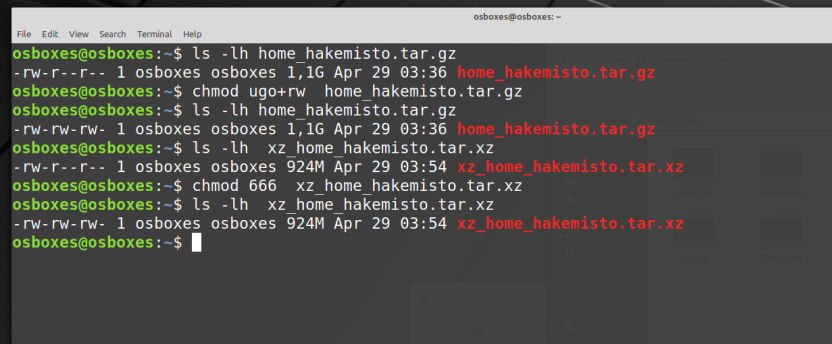 osboxes@osboxes: ~
File Edit View Search Terminal Help
osboxes@osboxes:~$ ls -lh home_hakemisto.tar.gz
-rw-r--r-- 1 osboxes osboxes 1,1G Apr 29 03:36 home_hakemisto.tar.gz
osboxes@osboxes:~$ chmod ugo+rw  home_hakemisto.tar.gz
osboxes@osboxes:~$ ls -lh home_hakemisto.tar.gz
-rw-rw-rw- 1 osboxes osboxes 1,1G Apr 29 03:36 home_hakemisto.tar.gz
osboxes@osboxes:~$ ls -lh  xz_home_hakemisto.tar.xz
-rw-r--r-- 1 osboxes osboxes 924M Apr 29 03:54 xz_home_hakemisto.tar.xz
osboxes@osboxes:~$ chmod 666  xz_home_hakemisto.tar.xz
osboxes@osboxes:~$ ls -lh  xz_home_hakemisto.tar.xz
-rw-rw-rw- 1 osboxes osboxes 924M Apr 29 03:54 xz_home_hakemisto.tar.xz
osboxes@osboxes:~$